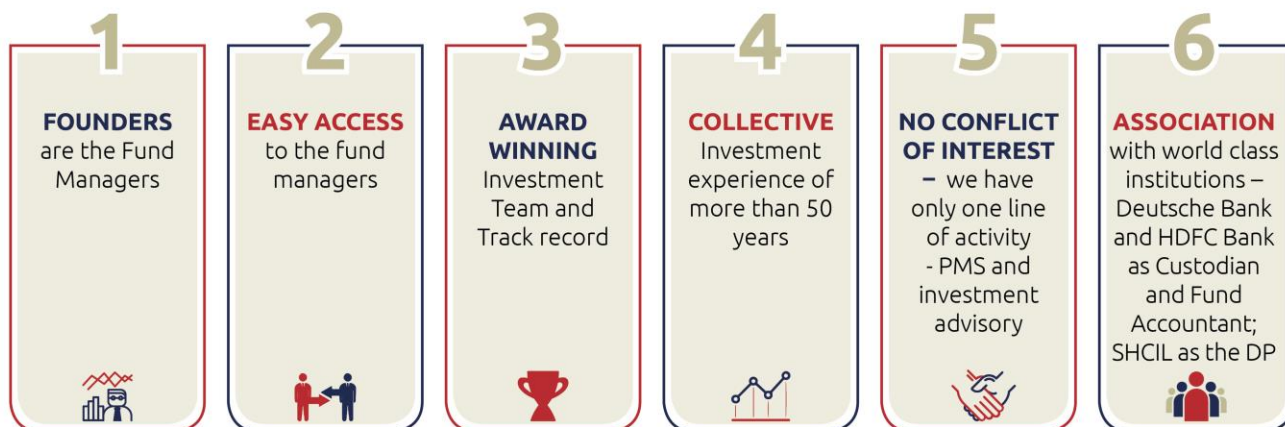 1
FOUNDERS
are the Fund
Managers
2
EASY ACCESS
to the fund
managers
3
AWARD
WINNING
Investment
Team and
Track record
4
COLLECTIVE
Investment
experience of
more than 50
years
5
NO CONFLICT
OF INTEREST
– we have
only one line
of activity
- PMS and
investment
advisory
6
ASSOCIATION
with world class
institutions –
Deutsche Bank
and HDFC Bank
as Custodian
and Fund
Accountant;
SHCIL as the DP